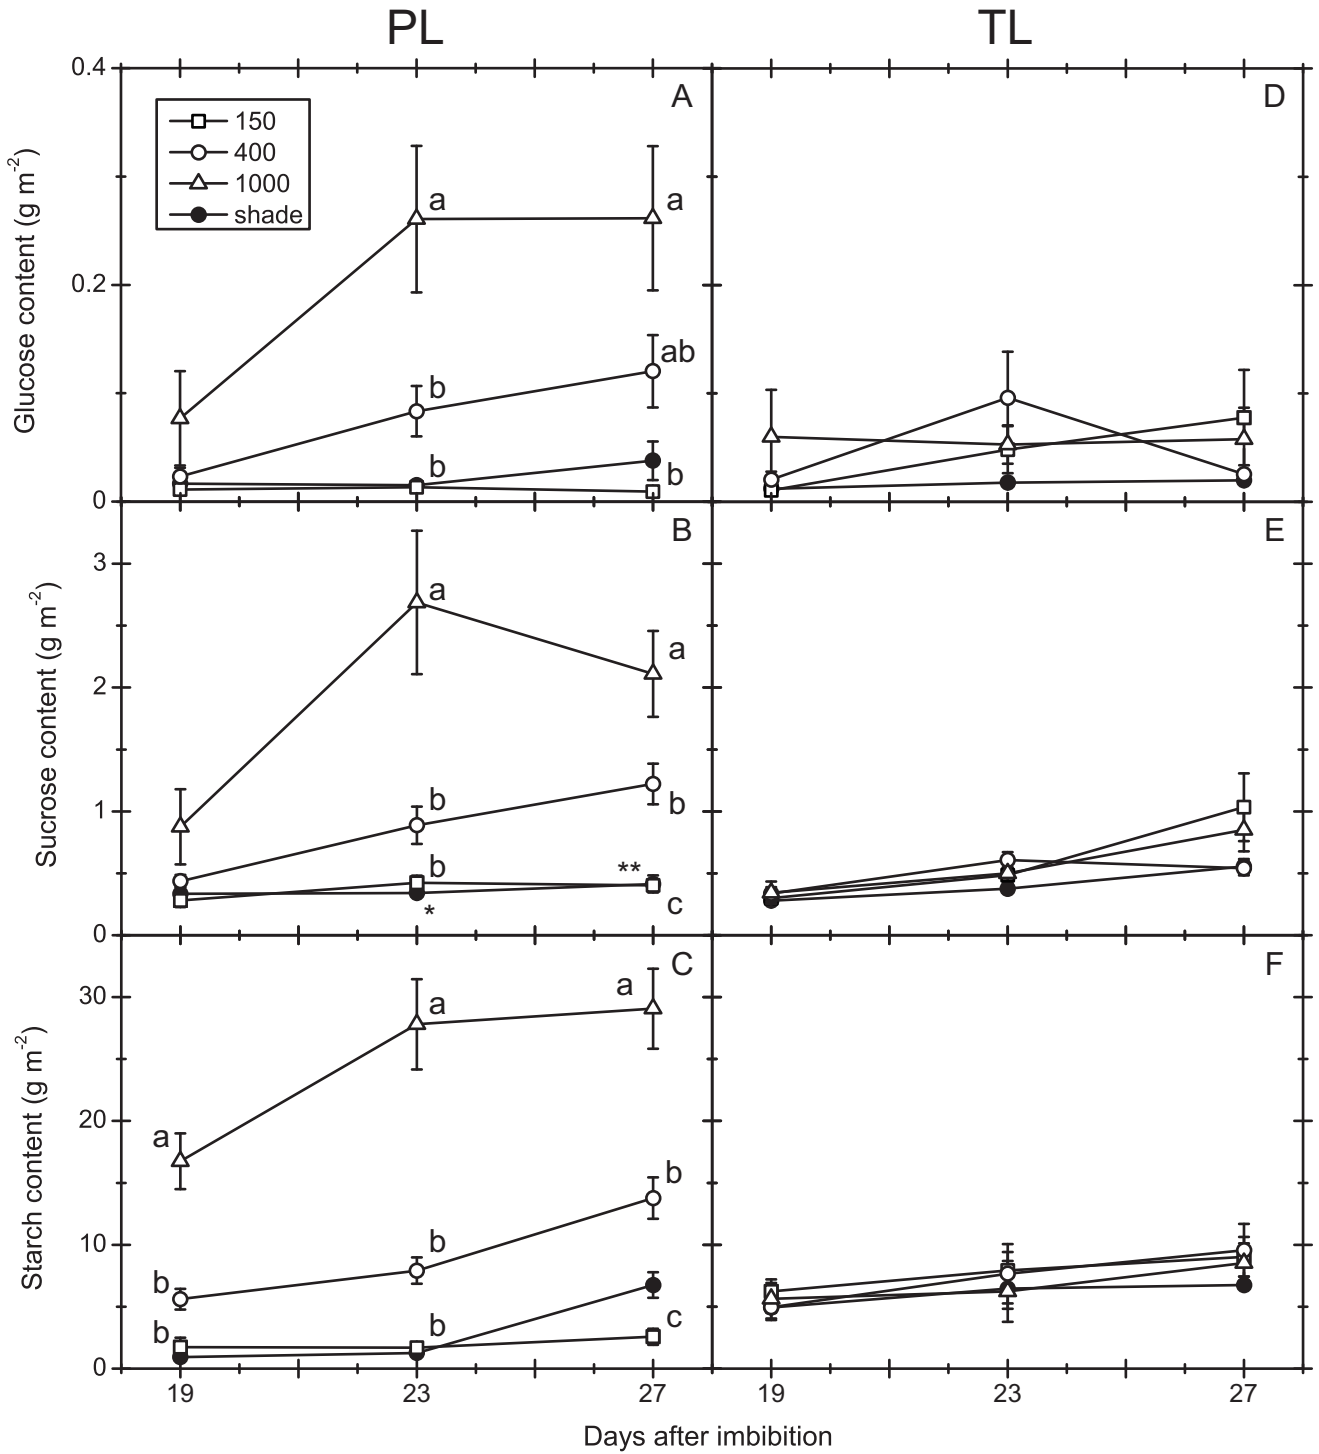 PL
TL
Glucose content (g m-2)
0.4
0.2
0
150
400
1000
shade
A
a
a
b
ab
b
b
D
Sucrose content (g m-2)
3
2
1
0
B
a
a
b
b
b
**
*
c
E
Starch content (g m-2)
30
20
10
0
C
a
a
a
b
b
b
b
b
c
F
19
23
27
19
23
27
Days after imbibition